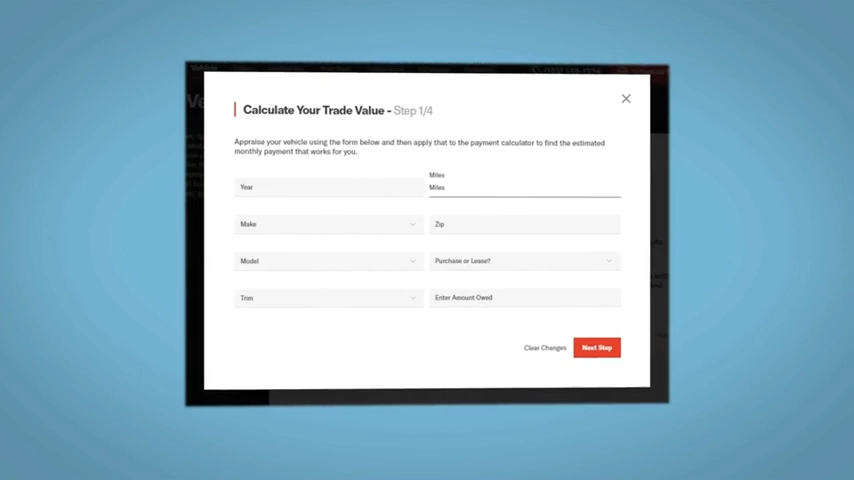 Vehicle
Calculate Your Trade Value - Step 1/4
Appraise your vehicle using the form below and then apply that to the payment calculator to find the estimated
monthly payment that works for you.
Miles
Year
Miles
Make
Zip
Model
Purchase or Lease?
Trim
Enter Amount Owed
Clear Changes
Next Step